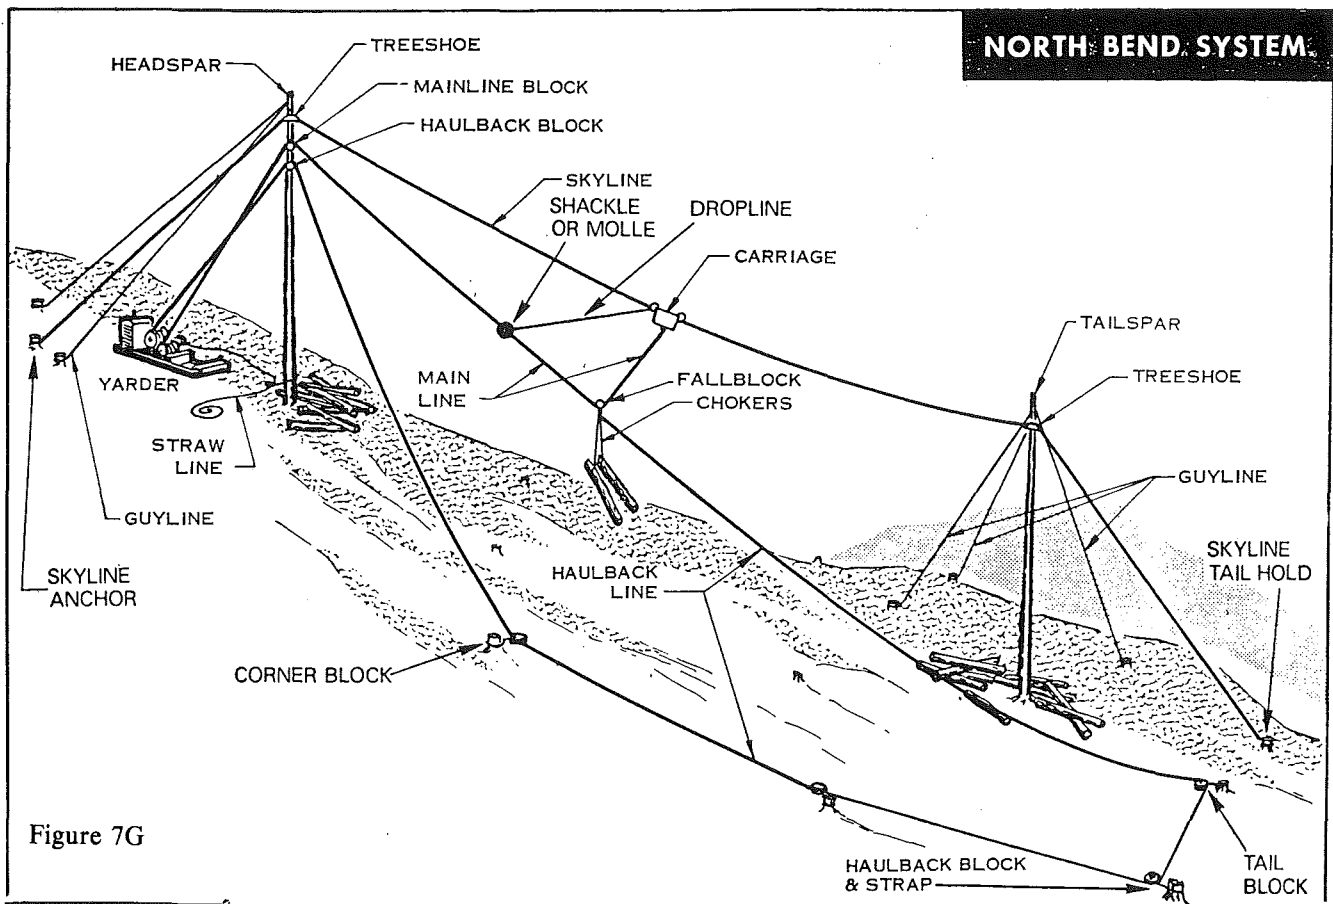 NORTH BEND SYSTEM
TREESHOE
HEADSPAR
MAINLINE BLOCK
HAULBACK BLOCK
SKYLINE
SHACKLE
OR MOLLE
DROPLINE
CARRIAGE
TAILSPAR
TREESHOE
YARDER
MAIN
LINE
FALLBLOCK
CHOKERS
STRAW
LINE
GUYLINE
GUYLINE
SKYLINE
ANCHOR
HAULBACK
LINE
SKYLINE
TAIL HOLD
CORNER BLOCK
Figure 7G
HAULBACK BLOCK
& STRAP
TAIL
BLOCK